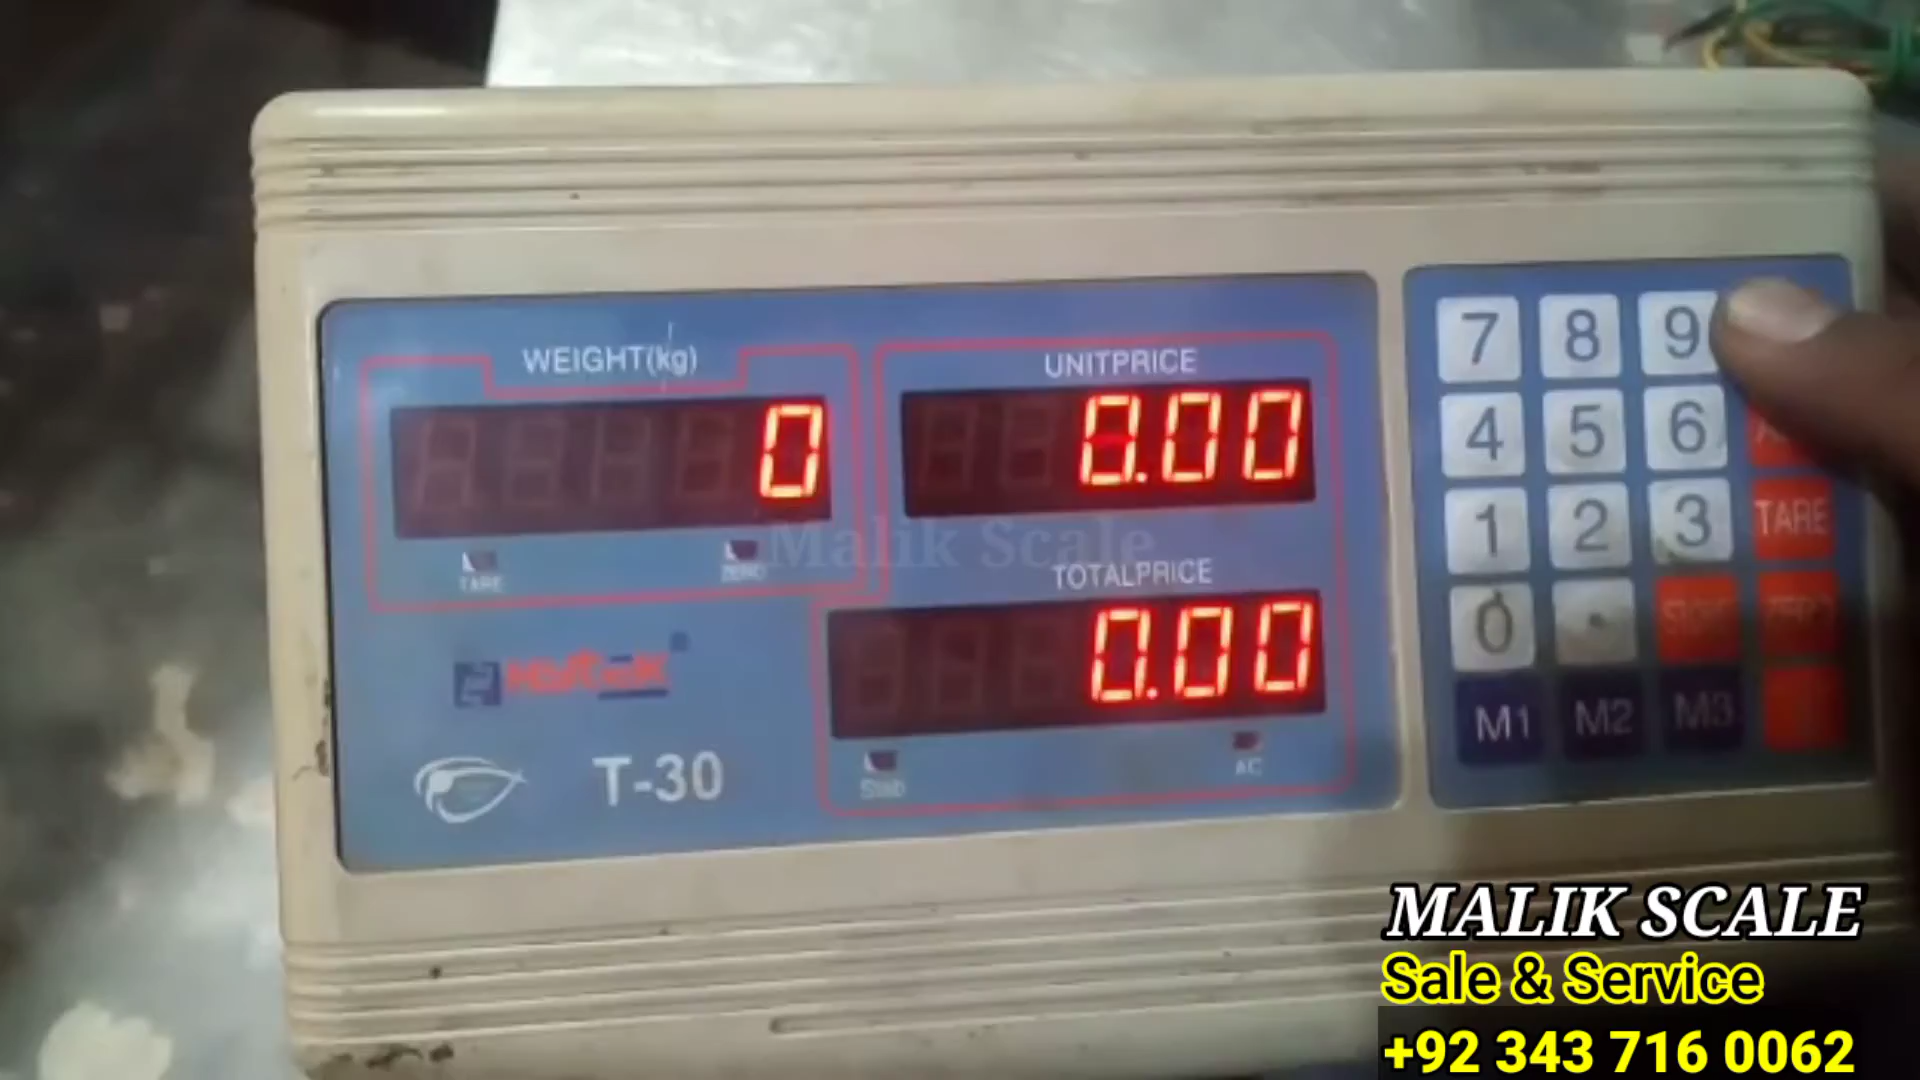 WEIGHT(kg)
0
TARE
ZERO
UNITPRICE
0.00
Malik Scale
TOTALPRICE
0.00
Stab
AC
T-30
7 8 9
4 5 6
1 2 3 TARE
0 . ZERO
M1 M2 M3
MALIK SCALE
Sale & Service
+92 343 716 0062